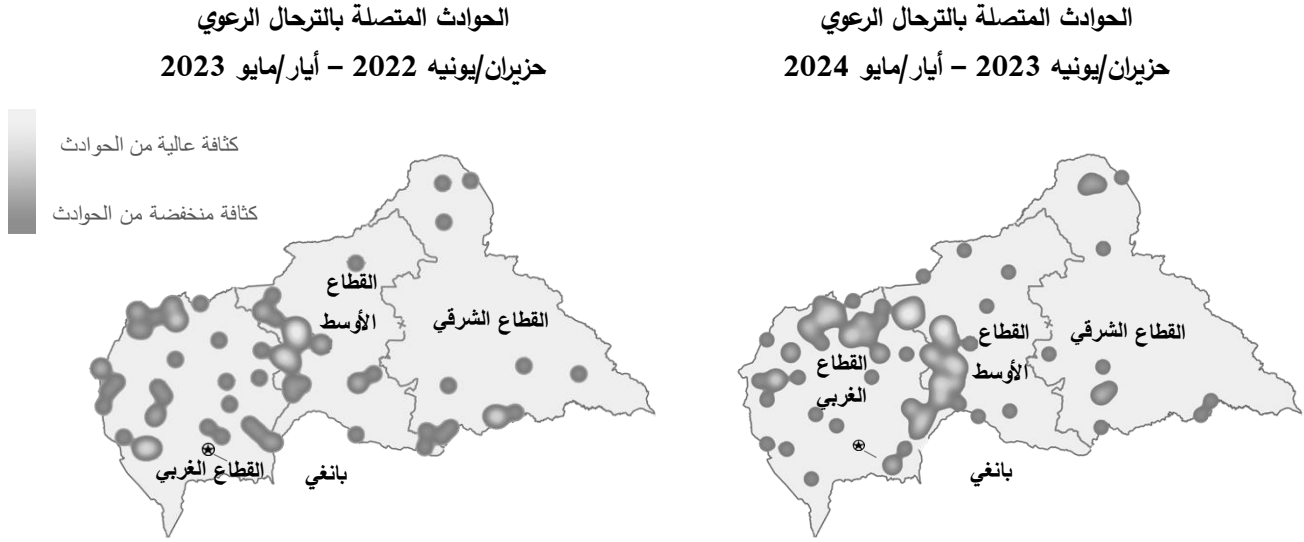 الحوادث المتصلة بالترحال الرعوي
حزيران/يونيه 2023 – أيار/مايو 2024
الحوادث المتصلة بالترحال الرعوي
حزيران/يونيه 2022 – أيار/مايو 2023
كثافة عالية من الحوادث
كثافة منخفضة من الحوادث
القطاع
الأوسط
القطاع الشرقي
القطاع
الغربي
بانغي
القطاع
الأوسط
القطاع الشرقي
القطاع الغربي
بانغي